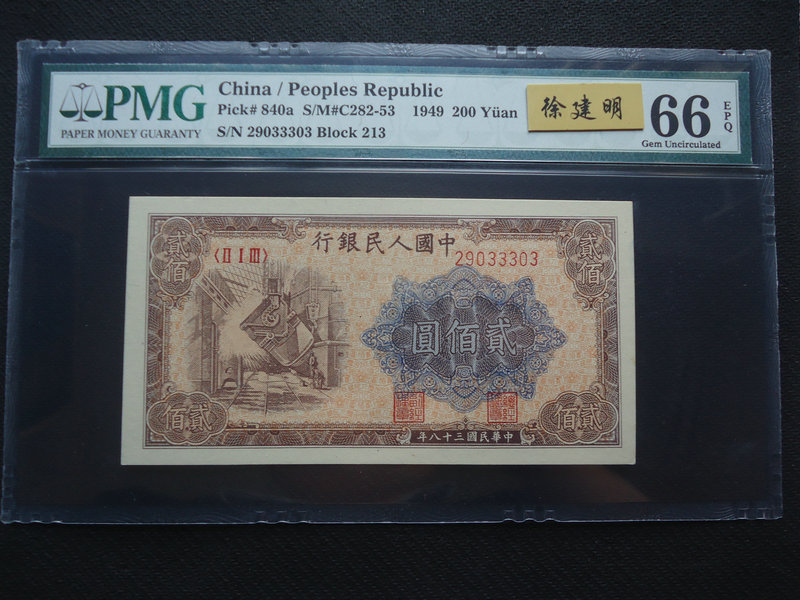 PMG
PAPER MONEY GUARANTY
China / Peoples Republic
Pick# 840a S/M#C282-53 1949 200 Yüan
S/N 29033303 Block 213
徐建明
66
EPQ
Gem Uncirculated
行銀民人國中
〈II I III〉
29033303
貳佰
貳佰
圓佰貳
佰貳
佰貳
年八十三國民華中